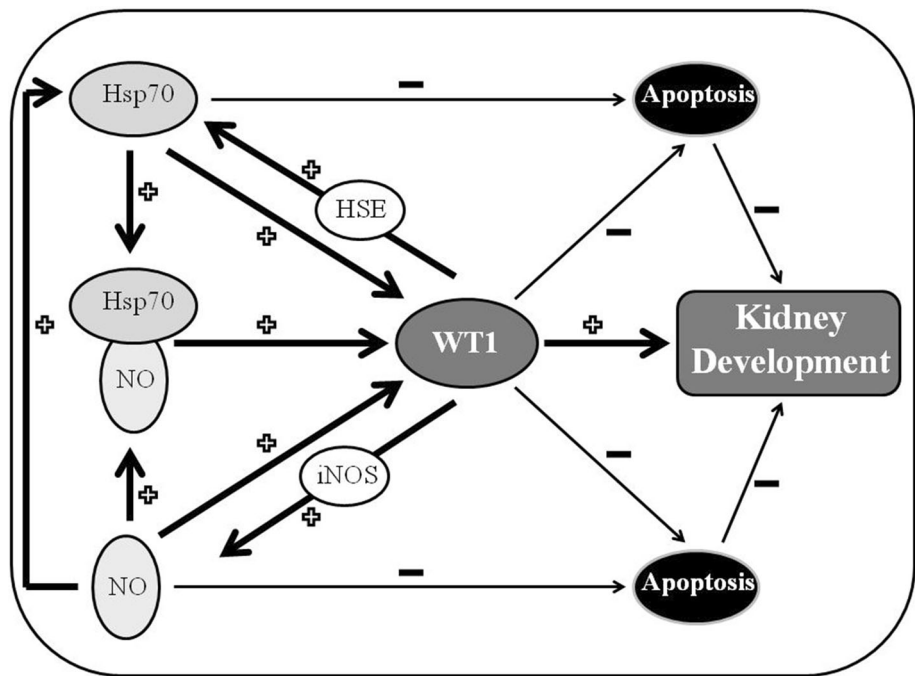 Hsp70
Apoptosis
HSE
Hsp70
NO
WT1
Kidney
Development
iNOS
NO
Apoptosis